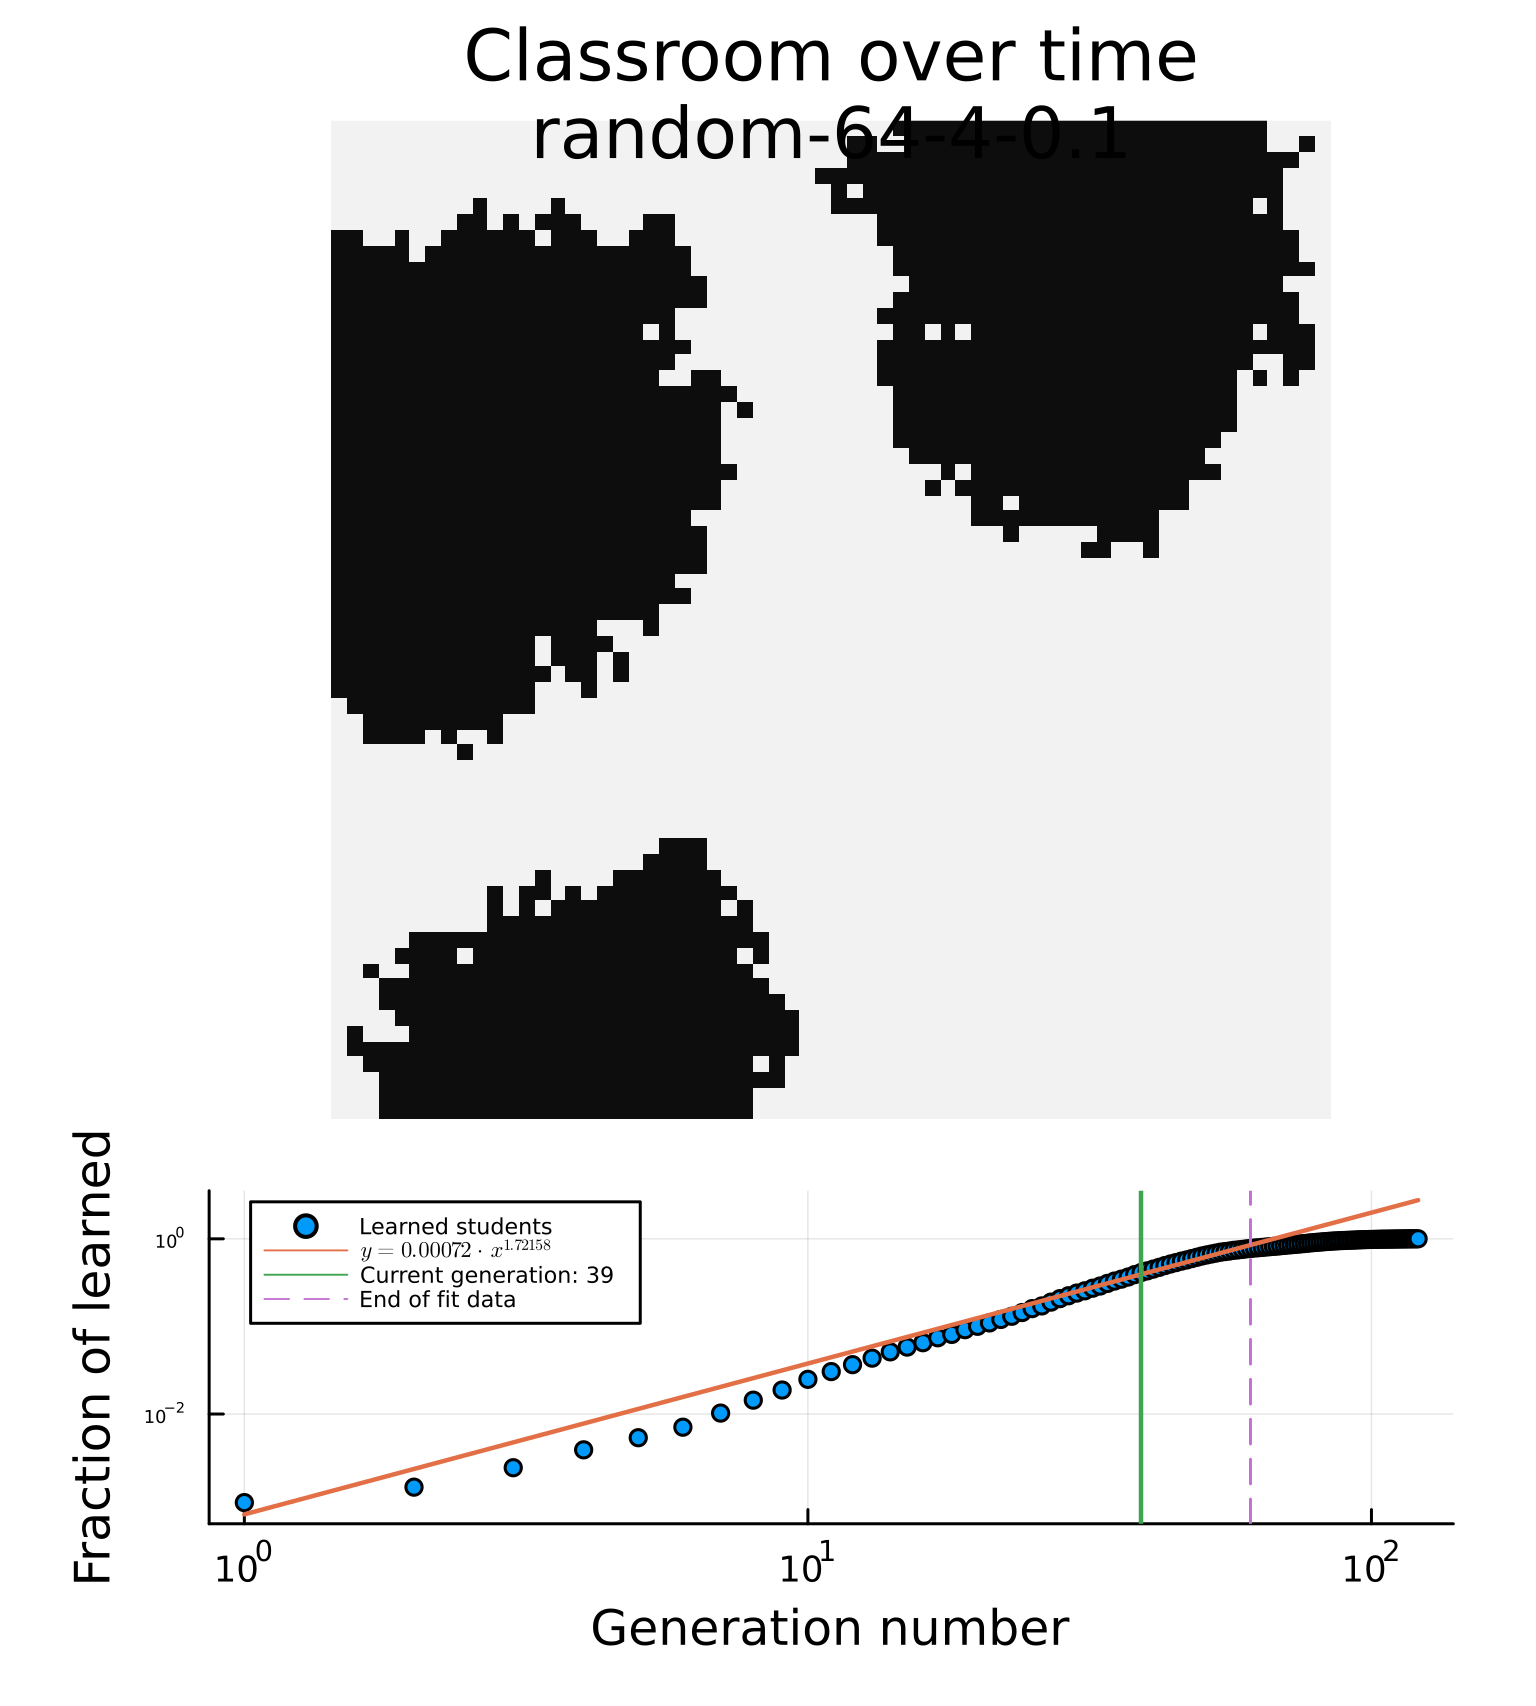 Classroom over time
random-64-4-0.1
Fraction of learned
10^0
10^−2
Learned students
y = 0.00072 · x^1.72158
Current generation: 39
End of fit data
10^0
10^1
10^2
Generation number